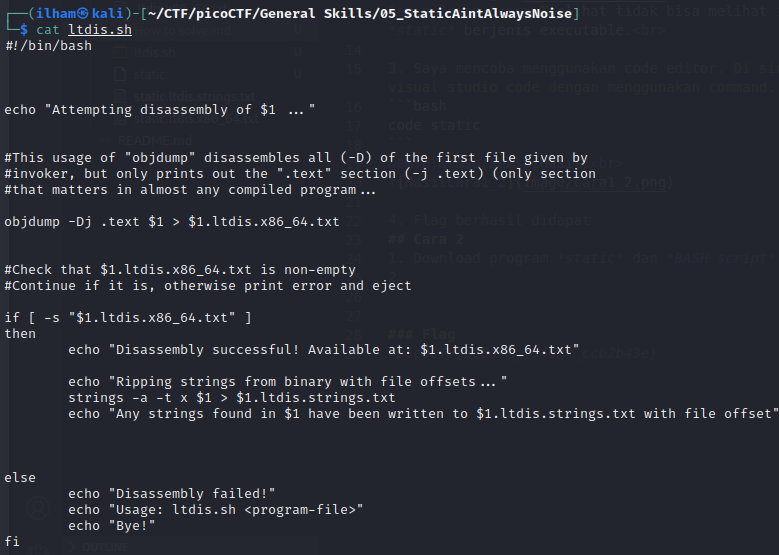 ┌──(ilham㉿kali)-[~/CTF/picoCTF/General Skills/05_StaticAintAlwaysNoise]
└─$ cat ltdis.sh
#!/bin/bash
echo "Attempting disassembly of $1 ..."
#This usage of "objdump" disassembles all (-D) of the first file given by
#invoker, but only prints out the ".text" section (-j .text) (only section
#that matters in almost any compiled program...
objdump -Dj .text $1 > $1.ltdis.x86_64.txt
#Check that $1.ltdis.x86_64.txt is non-empty
#Continue if it is, otherwise print error and eject
if [ -s "$1.ltdis.x86_64.txt" ]
then
echo "Disassembly successful! Available at: $1.ltdis.x86_64.txt"
echo "Ripping strings from binary with file offsets..."
strings -a -t x $1 > $1.ltdis.strings.txt
echo "Any strings found in $1 have been written to $1.ltdis.strings.txt with file offset"
else
echo "Disassembly failed!"
echo "Usage: ltdis.sh <program-file>"
echo "Bye!"
fi